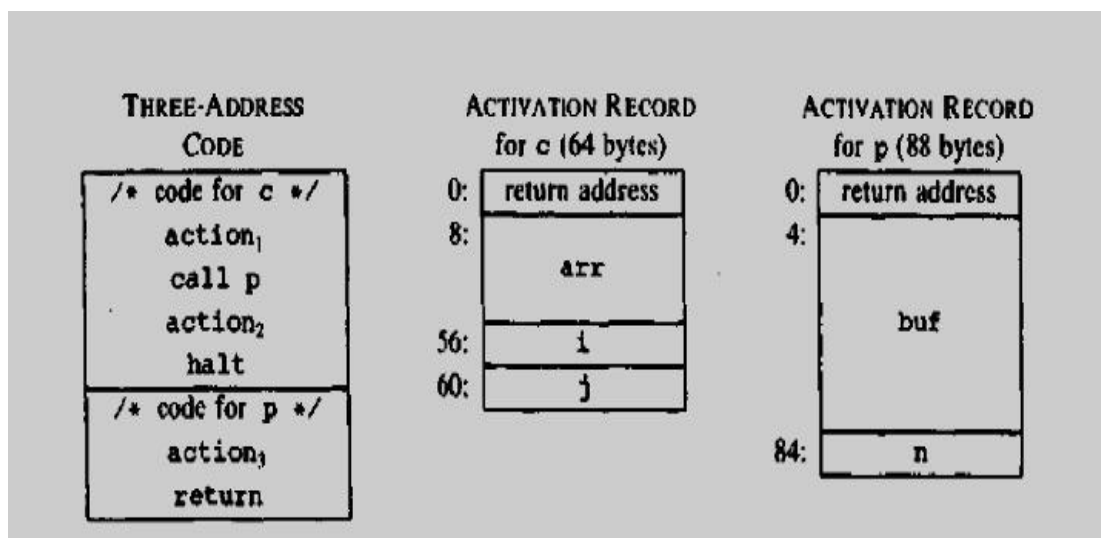 THREE-ADDRESS
CODE
/* code for c */
action₁
call p
action₂
halt
/* code for p */
action₃
return
ACTIVATION RECORD
for c (64 bytes)
0: return address
8: arr
56: i
60: j
ACTIVATION RECORD
for p (88 bytes)
0: return address
4: buf
84: n